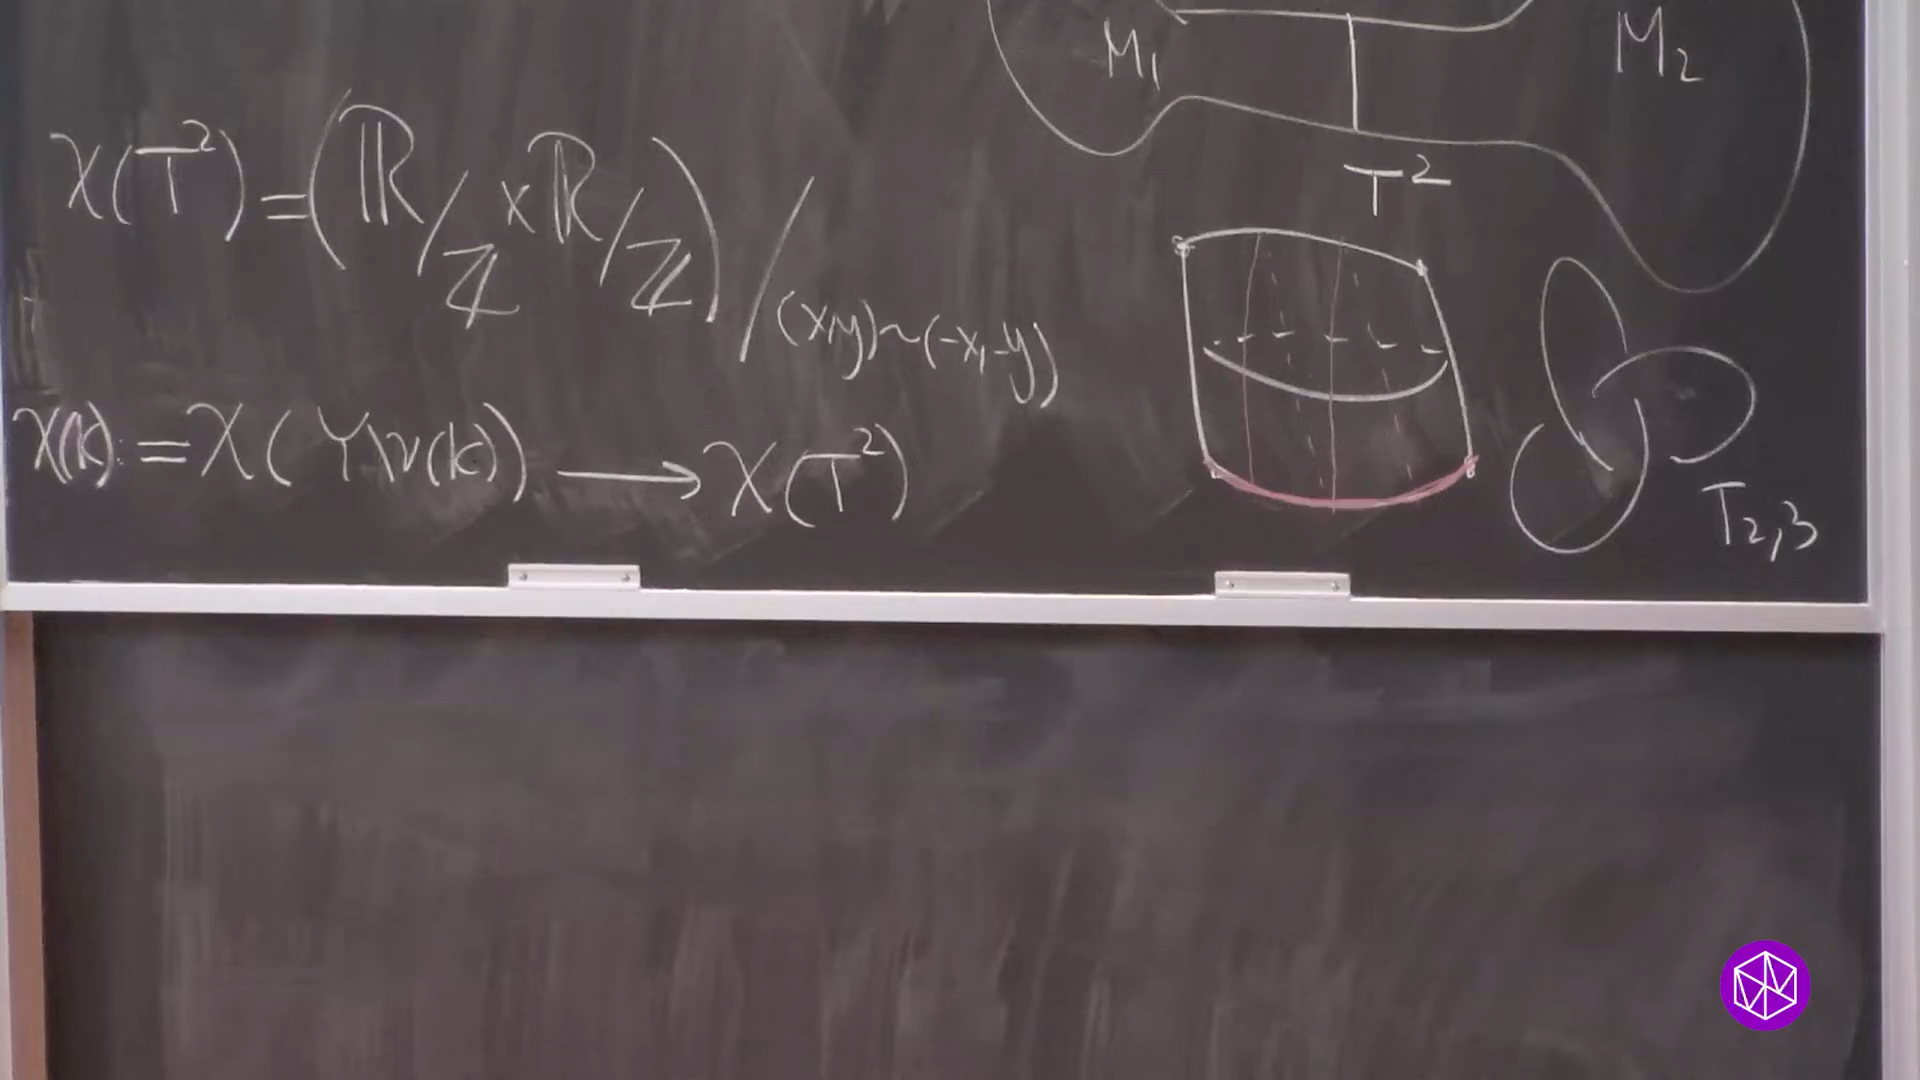 M₁ M₂
T²
χ(T²) = (ℝ/ℤ × ℝ/ℤ) / (x,y)~(-x,-y)
χ(K) := χ(Y\ν(K)) ⟶ χ(T²)
T₂,₃